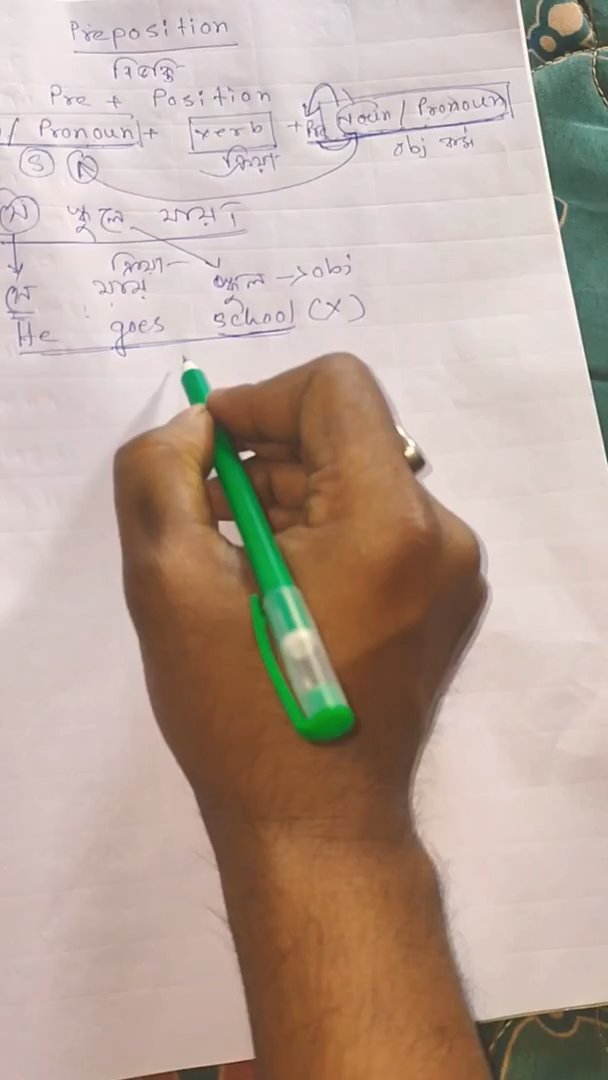 Preposition
বিভক্তি
Pre + Position
/ Pronoun + verb + Pre Noun / Pronoun
S A ক্রিয়া obj কর্ম
সে স্কুলে যায়।
ক্রিয়া
সে যায় স্কুল → obj
He goes school (X)